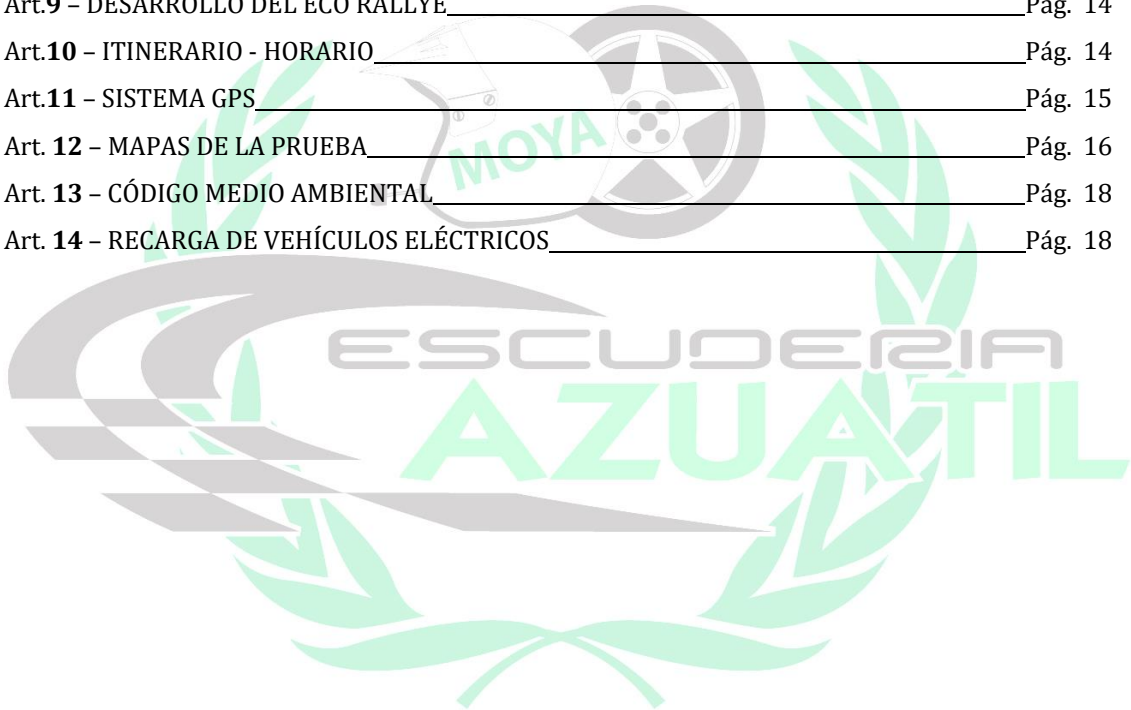 Art.9 – DESARROLLO DEL ECO RALLYE Pág. 14
Art.10 – ITINERARIO - HORARIO Pág. 14
Art.11 – SISTEMA GPS Pág. 15
Art. 12 – MAPAS DE LA PRUEBA Pág. 16
Art. 13 – CÓDIGO MEDIO AMBIENTAL Pág. 18
Art. 14 – RECARGA DE VEHÍCULOS ELÉCTRICOS Pág. 18
MOYA
ESCUDERIA
AZUATIL